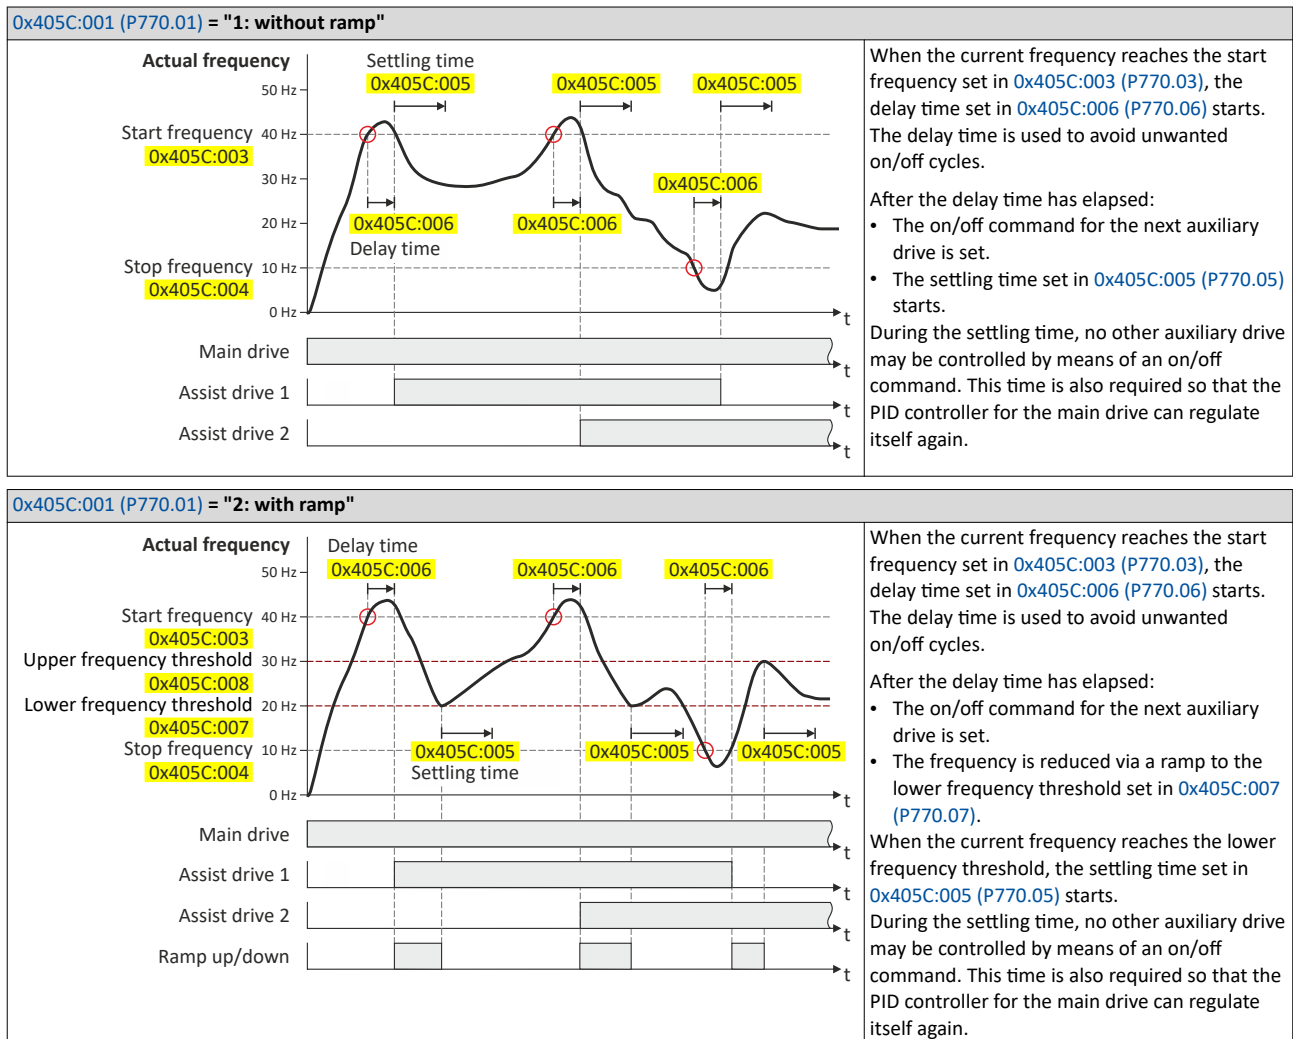 0x405C:001 (P770.01) = "1: without ramp"
Actual frequency
Settling time
0x405C:005
0x405C:005
0x405C:005
50 Hz
Start frequency
40 Hz
0x405C:003
30 Hz
0x405C:006
20 Hz
0x405C:006
0x405C:006
Delay time
Stop frequency
10 Hz
0x405C:004
0 Hz
t
Main drive
t
Assist drive 1
t
Assist drive 2
t
When the current frequency reaches the start
frequency set in 0x405C:003 (P770.03), the
delay time set in 0x405C:006 (P770.06) starts.
The delay time is used to avoid unwanted
on/off cycles.
After the delay time has elapsed:
• The on/off command for the next auxiliary
drive is set.
• The settling time set in 0x405C:005 (P770.05)
starts.
During the settling time, no other auxiliary drive
may be controlled by means of an on/off
command. This time is also required so that the
PID controller for the main drive can regulate
itself again.
0x405C:001 (P770.01) = "2: with ramp"
Actual frequency
Delay time
0x405C:006
0x405C:006
0x405C:006
50 Hz
Start frequency
40 Hz
0x405C:003
Upper frequency threshold
30 Hz
0x405C:008
Lower frequency threshold
20 Hz
0x405C:007
Stop frequency
10 Hz
0x405C:005
0x405C:005
0x405C:005
0x405C:004
Settling time
0 Hz
t
Main drive
t
Assist drive 1
t
Assist drive 2
t
Ramp up/down
t
When the current frequency reaches the start
frequency set in 0x405C:003 (P770.03), the
delay time set in 0x405C:006 (P770.06) starts.
The delay time is used to avoid unwanted
on/off cycles.
After the delay time has elapsed:
• The on/off command for the next auxiliary
drive is set.
• The frequency is reduced via a ramp to the
lower frequency threshold set in 0x405C:007
(P770.07).
When the current frequency reaches the lower
frequency threshold, the settling time set in
0x405C:005 (P770.05) starts.
During the settling time, no other auxiliary drive
may be controlled by means of an on/off
command. This time is also required so that the
PID controller for the main drive can regulate
itself again.